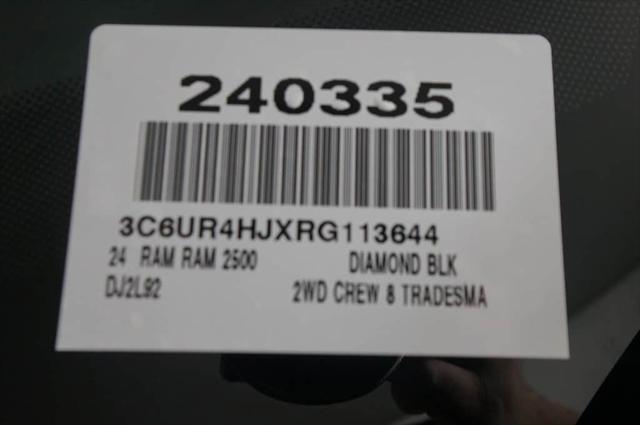 240335
3C6UR4HJXRG113644
24 RAM RAM 2500 DIAMOND BLK
DJ2L92 2WD CREW 8 TRADESMA